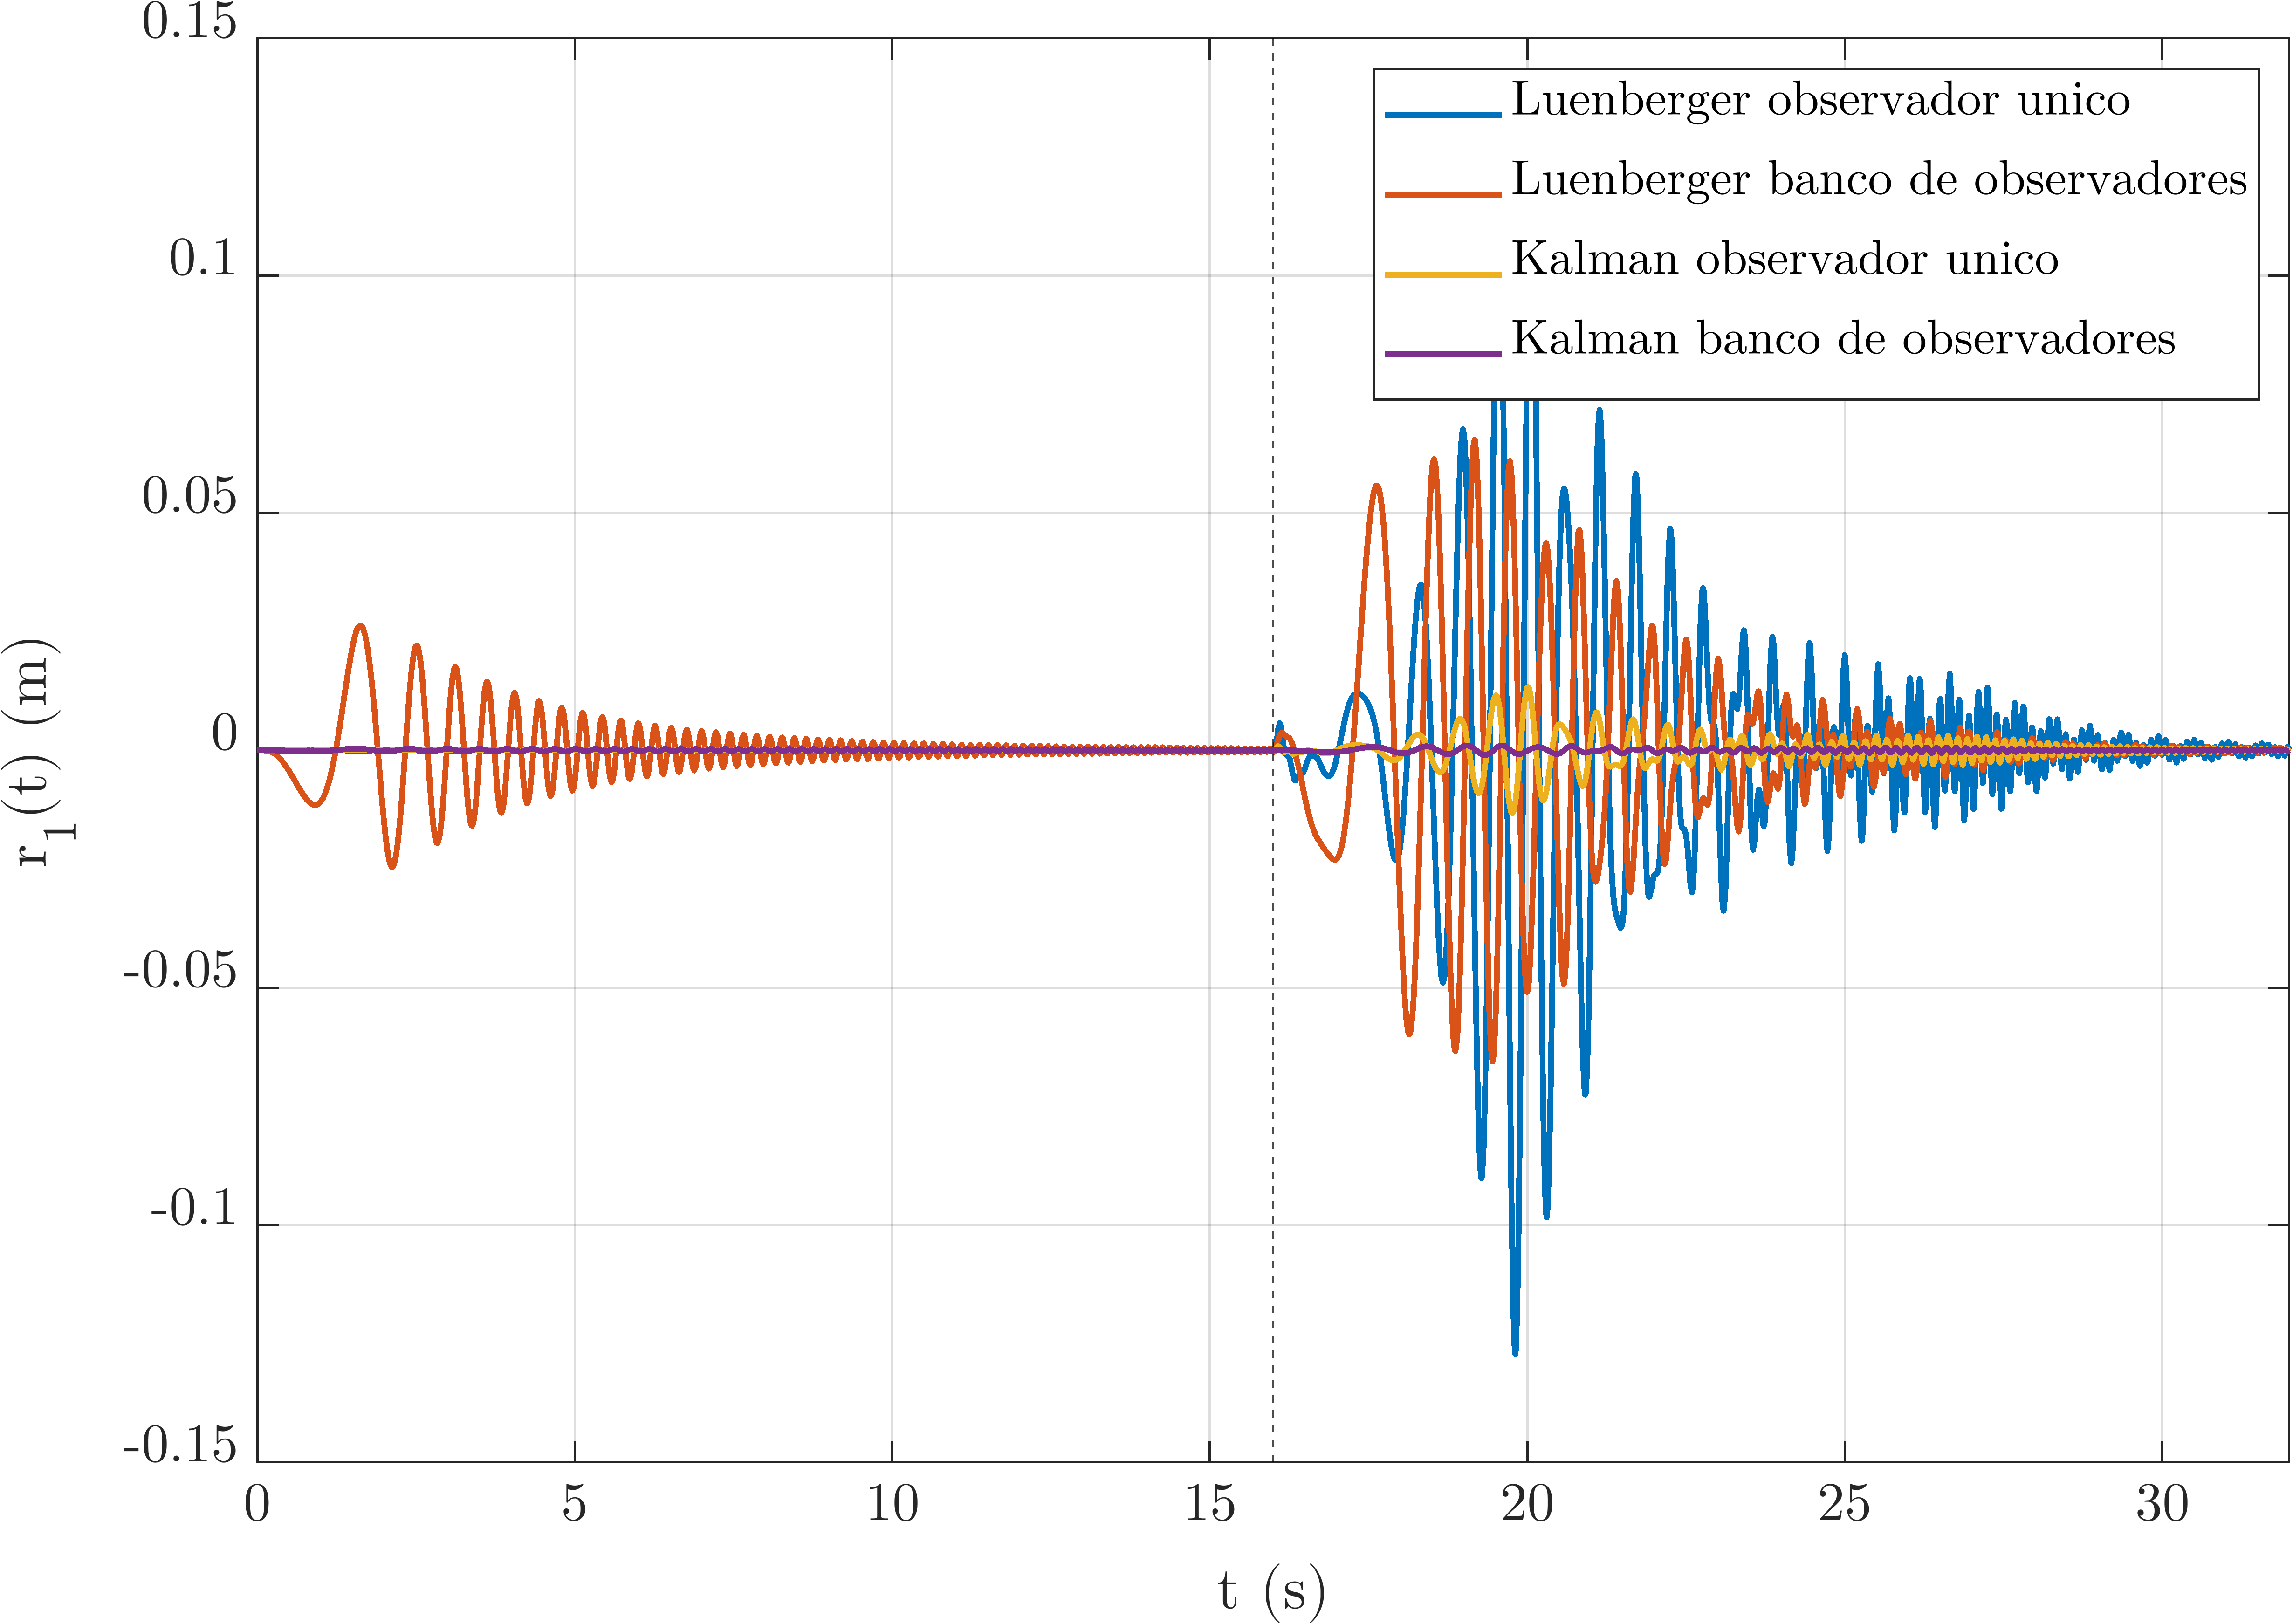 0.15
0.1
0.05
0
-0.05
-0.1
-0.15
r1(t) (m)
Luenberger observador unico
Luenberger banco de observadores
Kalman observador unico
Kalman banco de observadores
0 5 10 15 20 25 30
t (s)